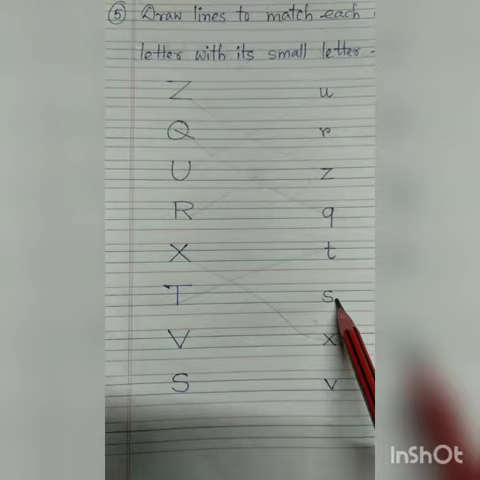 ⑤ Draw lines to match each
letter with its small letter -
Z u
Q r
U z
R q
X t
T s
V x
S v
InShOt